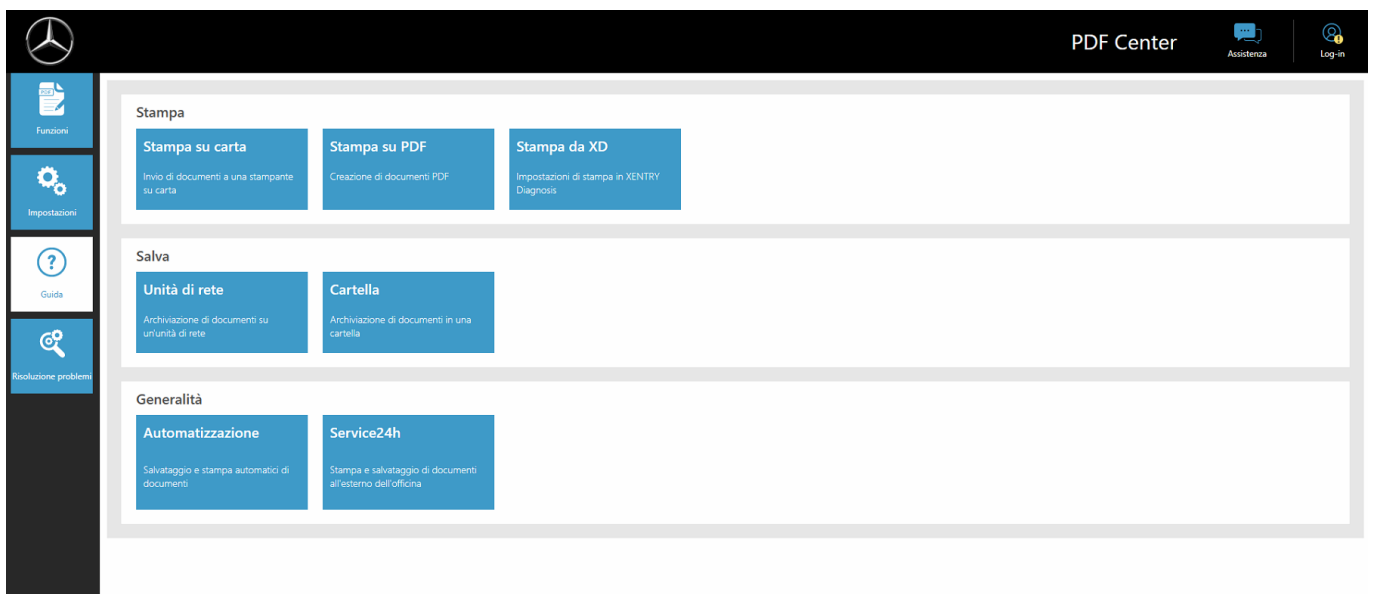 PDF Center
Assistenza
Log-in
PDF
Funzioni
Impostazioni
Guida
Risoluzione problemi
Stampa
Stampa su carta
Invio di documenti a una stampante
su carta
Stampa su PDF
Creazione di documenti PDF
Stampa da XD
Impostazioni di stampa in XENTRY
Diagnosis
Salva
Unità di rete
Archiviazione di documenti su
un'unità di rete
Cartella
Archiviazione di documenti in una
cartella
Generalità
Automatizzazione
Salvataggio e stampa automatici di
documenti
Service24h
Stampa e salvataggio di documenti
all'esterno dell'officina